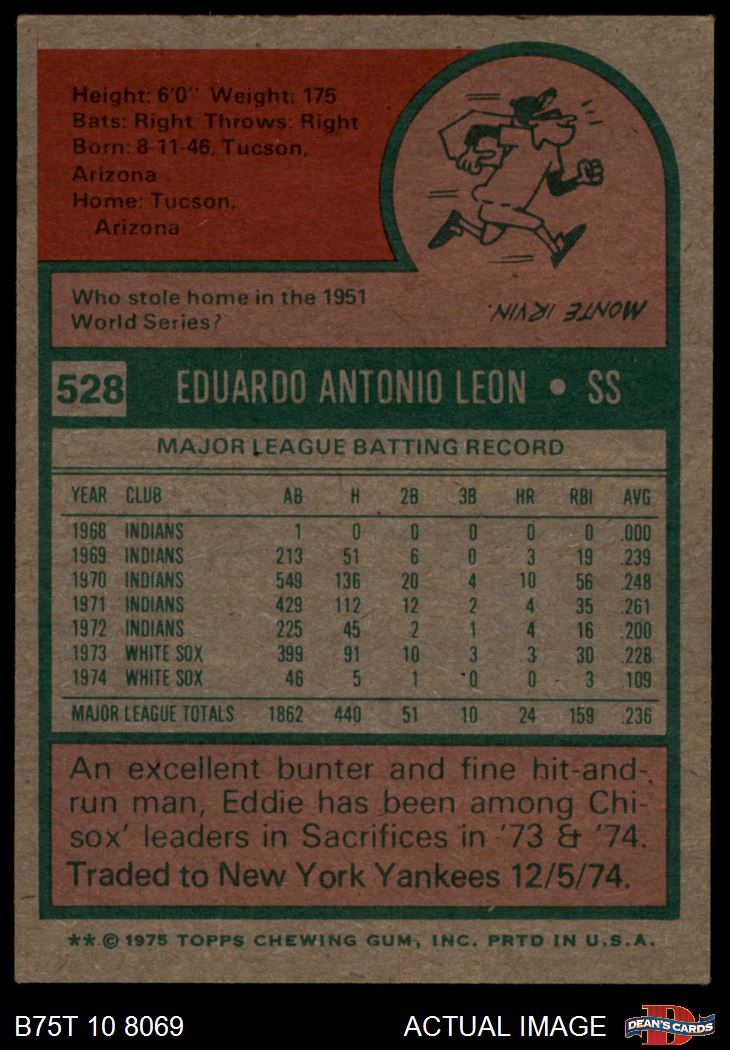 Height: 6'0" Weight: 175
Bats: Right Throws: Right
Born: 8-11-46, Tucson,
Arizona
Home: Tucson,
Arizona
Who stole home in the 1951
World Series?
MONTE IRVIN.
528 EDUARDO ANTONIO LEON • SS
MAJOR LEAGUE BATTING RECORD
YEAR CLUB AB H 2B 3B HR RBI AVG
1968 INDIANS 1 0 0 0 0 0 .000
1969 INDIANS 213 51 6 0 3 19 .239
1970 INDIANS 549 136 20 4 10 56 .248
1971 INDIANS 429 112 12 2 4 35 .261
1972 INDIANS 225 45 2 1 4 16 .200
1973 WHITE SOX 399 91 10 3 3 30 .228
1974 WHITE SOX 46 5 1 0 0 3 .109
MAJOR LEAGUE TOTALS 1862 440 51 10 24 159 .236
An excellent bunter and fine hit-and-
run man, Eddie has been among Chi-
sox' leaders in Sacrifices in '73 & '74.
Traded to New York Yankees 12/5/74.
**© 1975 TOPPS CHEWING GUM, INC. PRTD IN U.S.A.
B75T 10 8069 ACTUAL IMAGE
D
DEAN'S CARDS